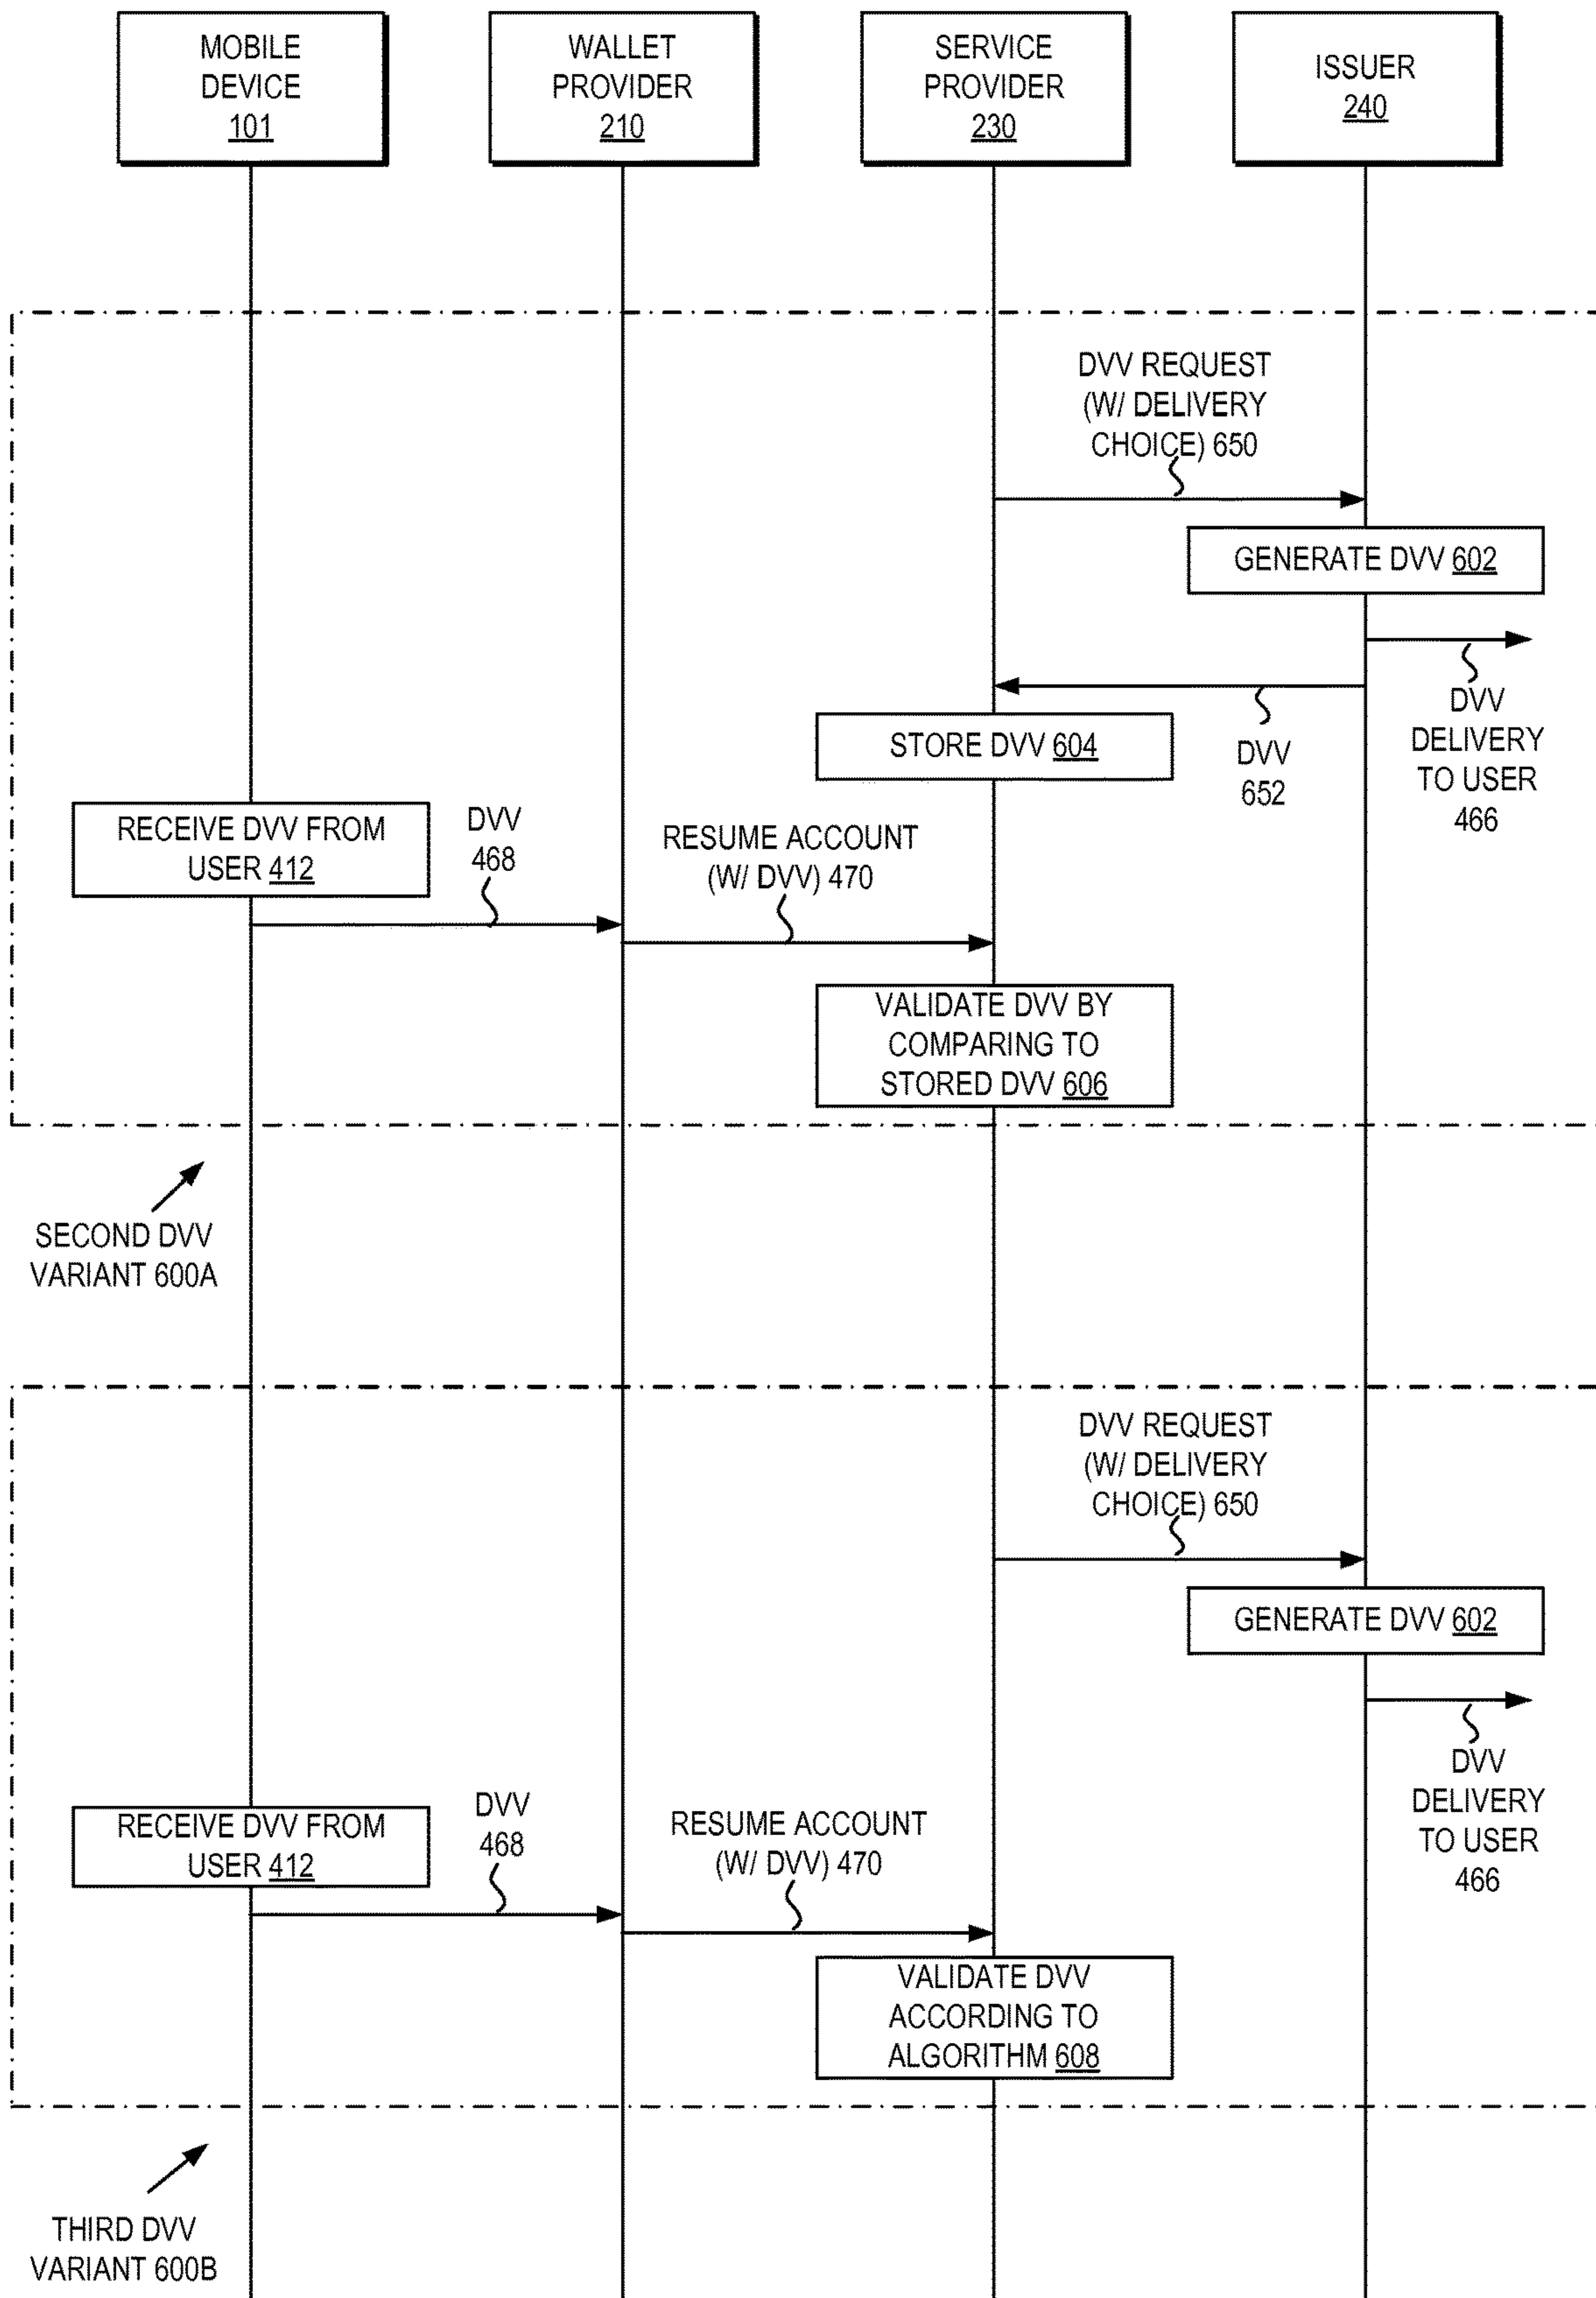 MOBILE
DEVICE
101
WALLET
PROVIDER
210
SERVICE
PROVIDER
230
ISSUER
240
DVV REQUEST
(W/ DELIVERY
CHOICE) 650
GENERATE DVV 602
DVV
DELIVERY
TO USER
466
DVV
652
STORE DVV 604
RECEIVE DVV FROM
USER 412
DVV
468
RESUME ACCOUNT
(W/ DVV) 470
VALIDATE DVV BY
COMPARING TO
STORED DVV 606
SECOND DVV
VARIANT 600A
DVV REQUEST
(W/ DELIVERY
CHOICE) 650
GENERATE DVV 602
DVV
DELIVERY
TO USER
466
RECEIVE DVV FROM
USER 412
DVV
468
RESUME ACCOUNT
(W/ DVV) 470
VALIDATE DVV
ACCORDING TO
ALGORITHM 608
THIRD DVV
VARIANT 600B